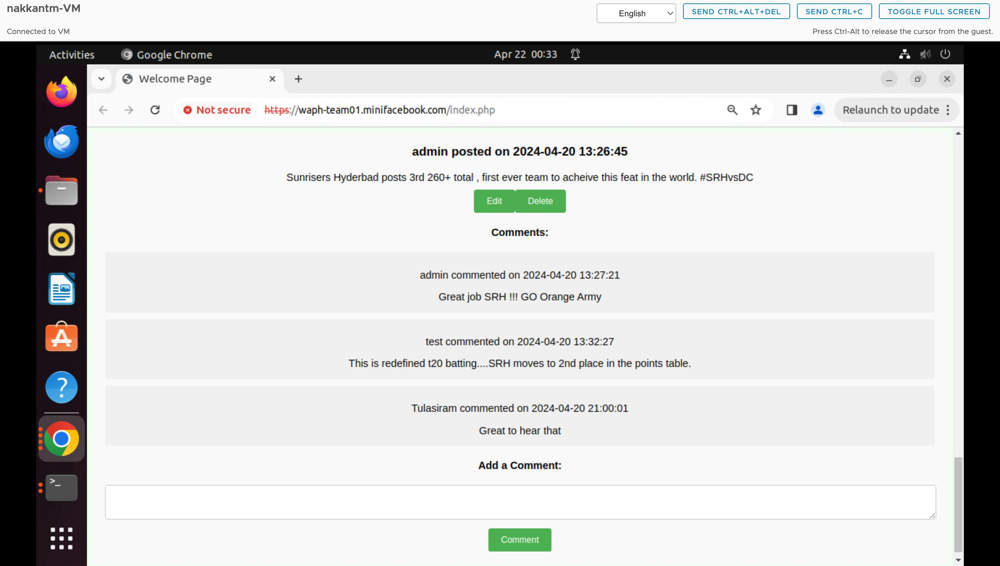 nakkantm-VM
English
SEND CTRL+ALT+DEL
SEND CTRL+C
TOGGLE FULL SCREEN
Connected to VM
Press Ctrl-Alt to release the cursor from the guest.
Activities
Google Chrome
Apr 22 00:33
Welcome Page
Not secure
https://waph-team01.minifacebook.com/index.php
Relaunch to update
admin posted on 2024-04-20 13:26:45
Sunrisers Hyderbad posts 3rd 260+ total , first ever team to acheive this feat in the world. #SRHvsDC
Edit
Delete
Comments:
admin commented on 2024-04-20 13:27:21
Great job SRH !!! GO Orange Army
test commented on 2024-04-20 13:32:27
This is redefined t20 batting....SRH moves to 2nd place in the points table.
Tulasiram commented on 2024-04-20 21:00:01
Great to hear that
Add a Comment:
Comment